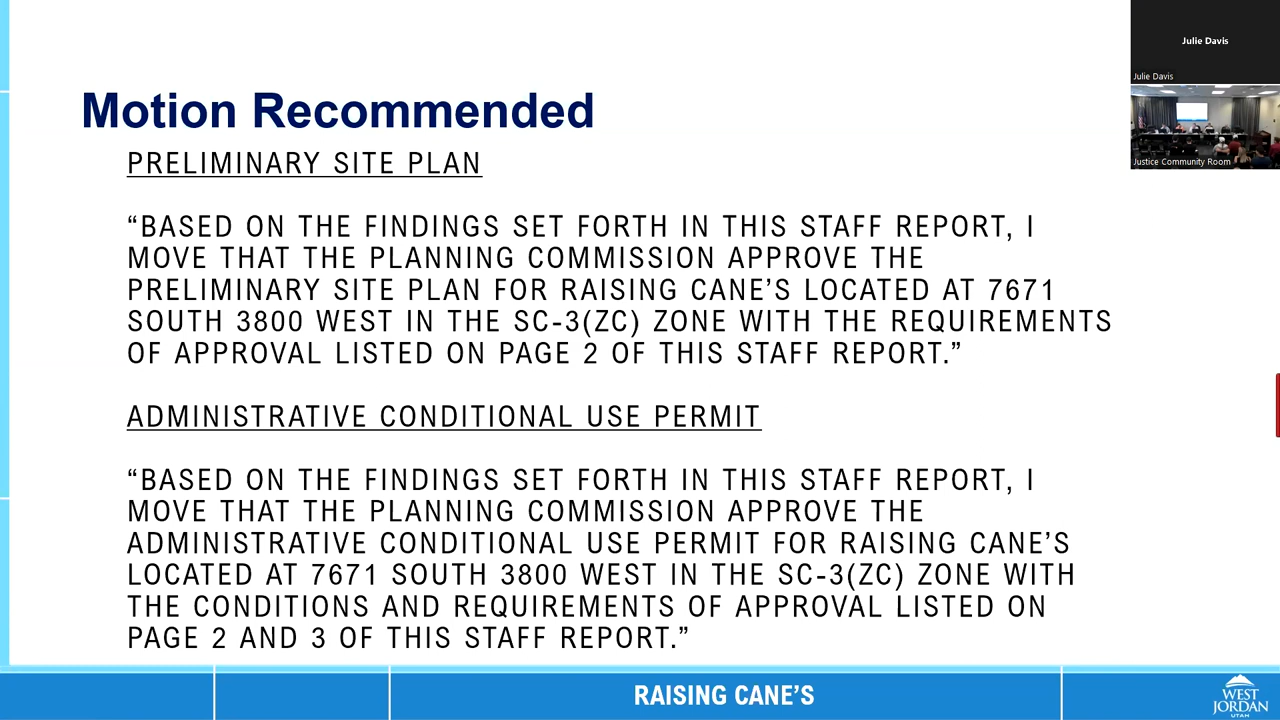 Julie Davis
Julie Davis
Justice Community Room
Motion Recommended
PRELIMINARY SITE PLAN
“BASED ON THE FINDINGS SET FORTH IN THIS STAFF REPORT, I
MOVE THAT THE PLANNING COMMISSION APPROVE THE
PRELIMINARY SITE PLAN FOR RAISING CANE’S LOCATED AT 7671
SOUTH 3800 WEST IN THE SC-3(ZC) ZONE WITH THE REQUIREMENTS
OF APPROVAL LISTED ON PAGE 2 OF THIS STAFF REPORT.”
ADMINISTRATIVE CONDITIONAL USE PERMIT
“BASED ON THE FINDINGS SET FORTH IN THIS STAFF REPORT, I
MOVE THAT THE PLANNING COMMISSION APPROVE THE
ADMINISTRATIVE CONDITIONAL USE PERMIT FOR RAISING CANE’S
LOCATED AT 7671 SOUTH 3800 WEST IN THE SC-3(ZC) ZONE WITH
THE CONDITIONS AND REQUIREMENTS OF APPROVAL LISTED ON
PAGE 2 AND 3 OF THIS STAFF REPORT.”
RAISING CANE’S
WEST
JORDAN
UTAH